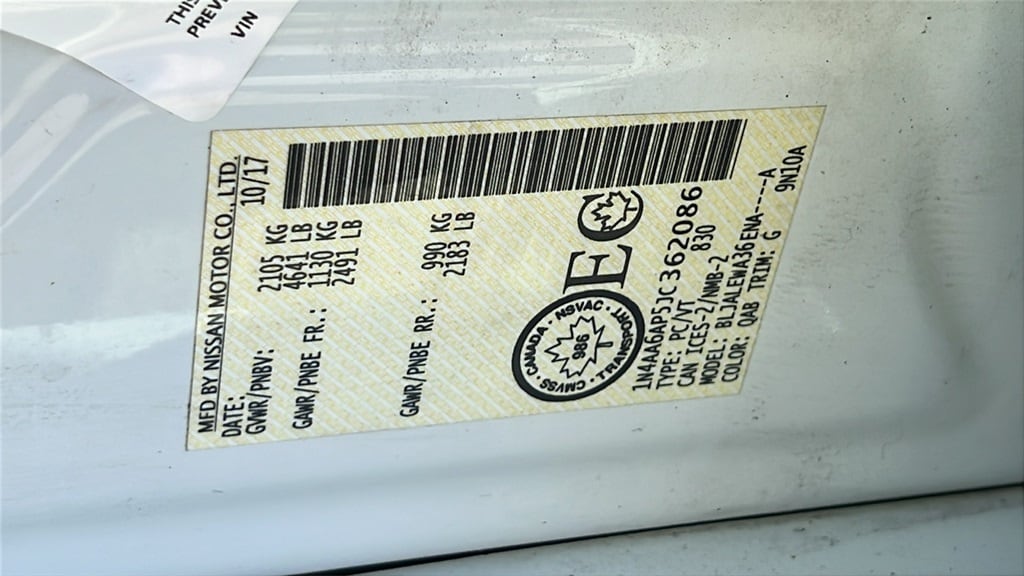 THIS
PREV
VIN
MFD BY NISSAN MOTOR CO., LTD.
DATE: 10/17
GVWR/PNBV: 2105 KG
4641 LB
GAWR/PNBE FR.: 1130 KG
2491 LB
GAWR/PNBE RR.: 990 KG
2183 LB
CANADA · NSVAC · TRANSPORT · CMVSS
986 T
E C
T
1N4AA6AP5JC362086
TYPE: PC/VT 830
CAN ICES-2/NMB-2
MODEL: BLJALEWA36ENA-----A
COLOR: QAB TRIM: G 9N10A